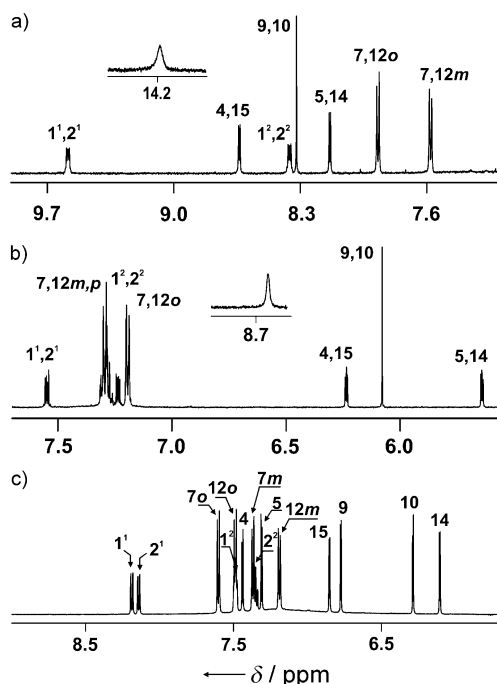 a)
9,10
14.2
1¹,2¹
4,15
1²,2²
5,14
7,12o
7,12m
9.7 9.0 8.3 7.6
b)
7,12m,p
1²,2²
7,12o
9,10
8.7
1¹,2¹
4,15
5,14
7.5 7.0 6.5 6.0
c)
7o
12o
4
7m
5
12m
15
9
10
14
1¹
2¹
1²
2²
8.5 7.5 6.5
δ / ppm